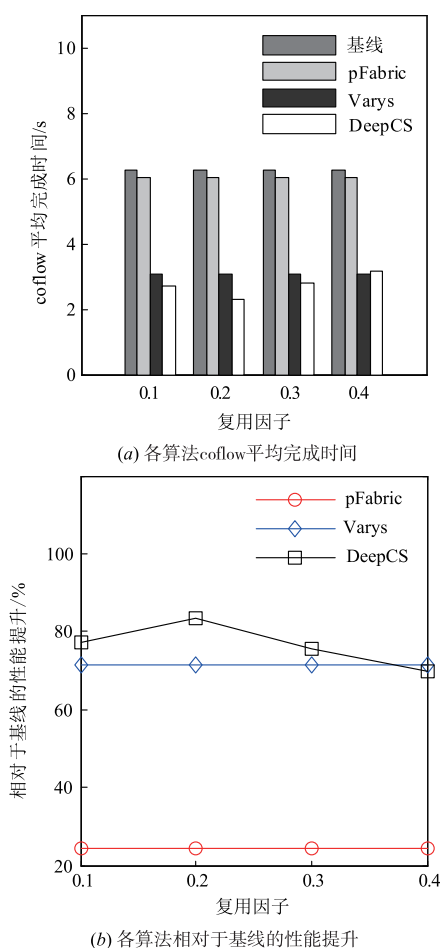 10
8
6
4
2
0
coflow 平均完成时间/s
基线
pFabric
Varys
DeepCS
0.1 0.2 0.3 0.4
复用因子
(a) 各算法coflow平均完成时间
100
80
60
40
20
相对于基线的性能提升/%
pFabric
Varys
DeepCS
0.1 0.2 0.3 0.4
复用因子
(b) 各算法相对于基线的性能提升